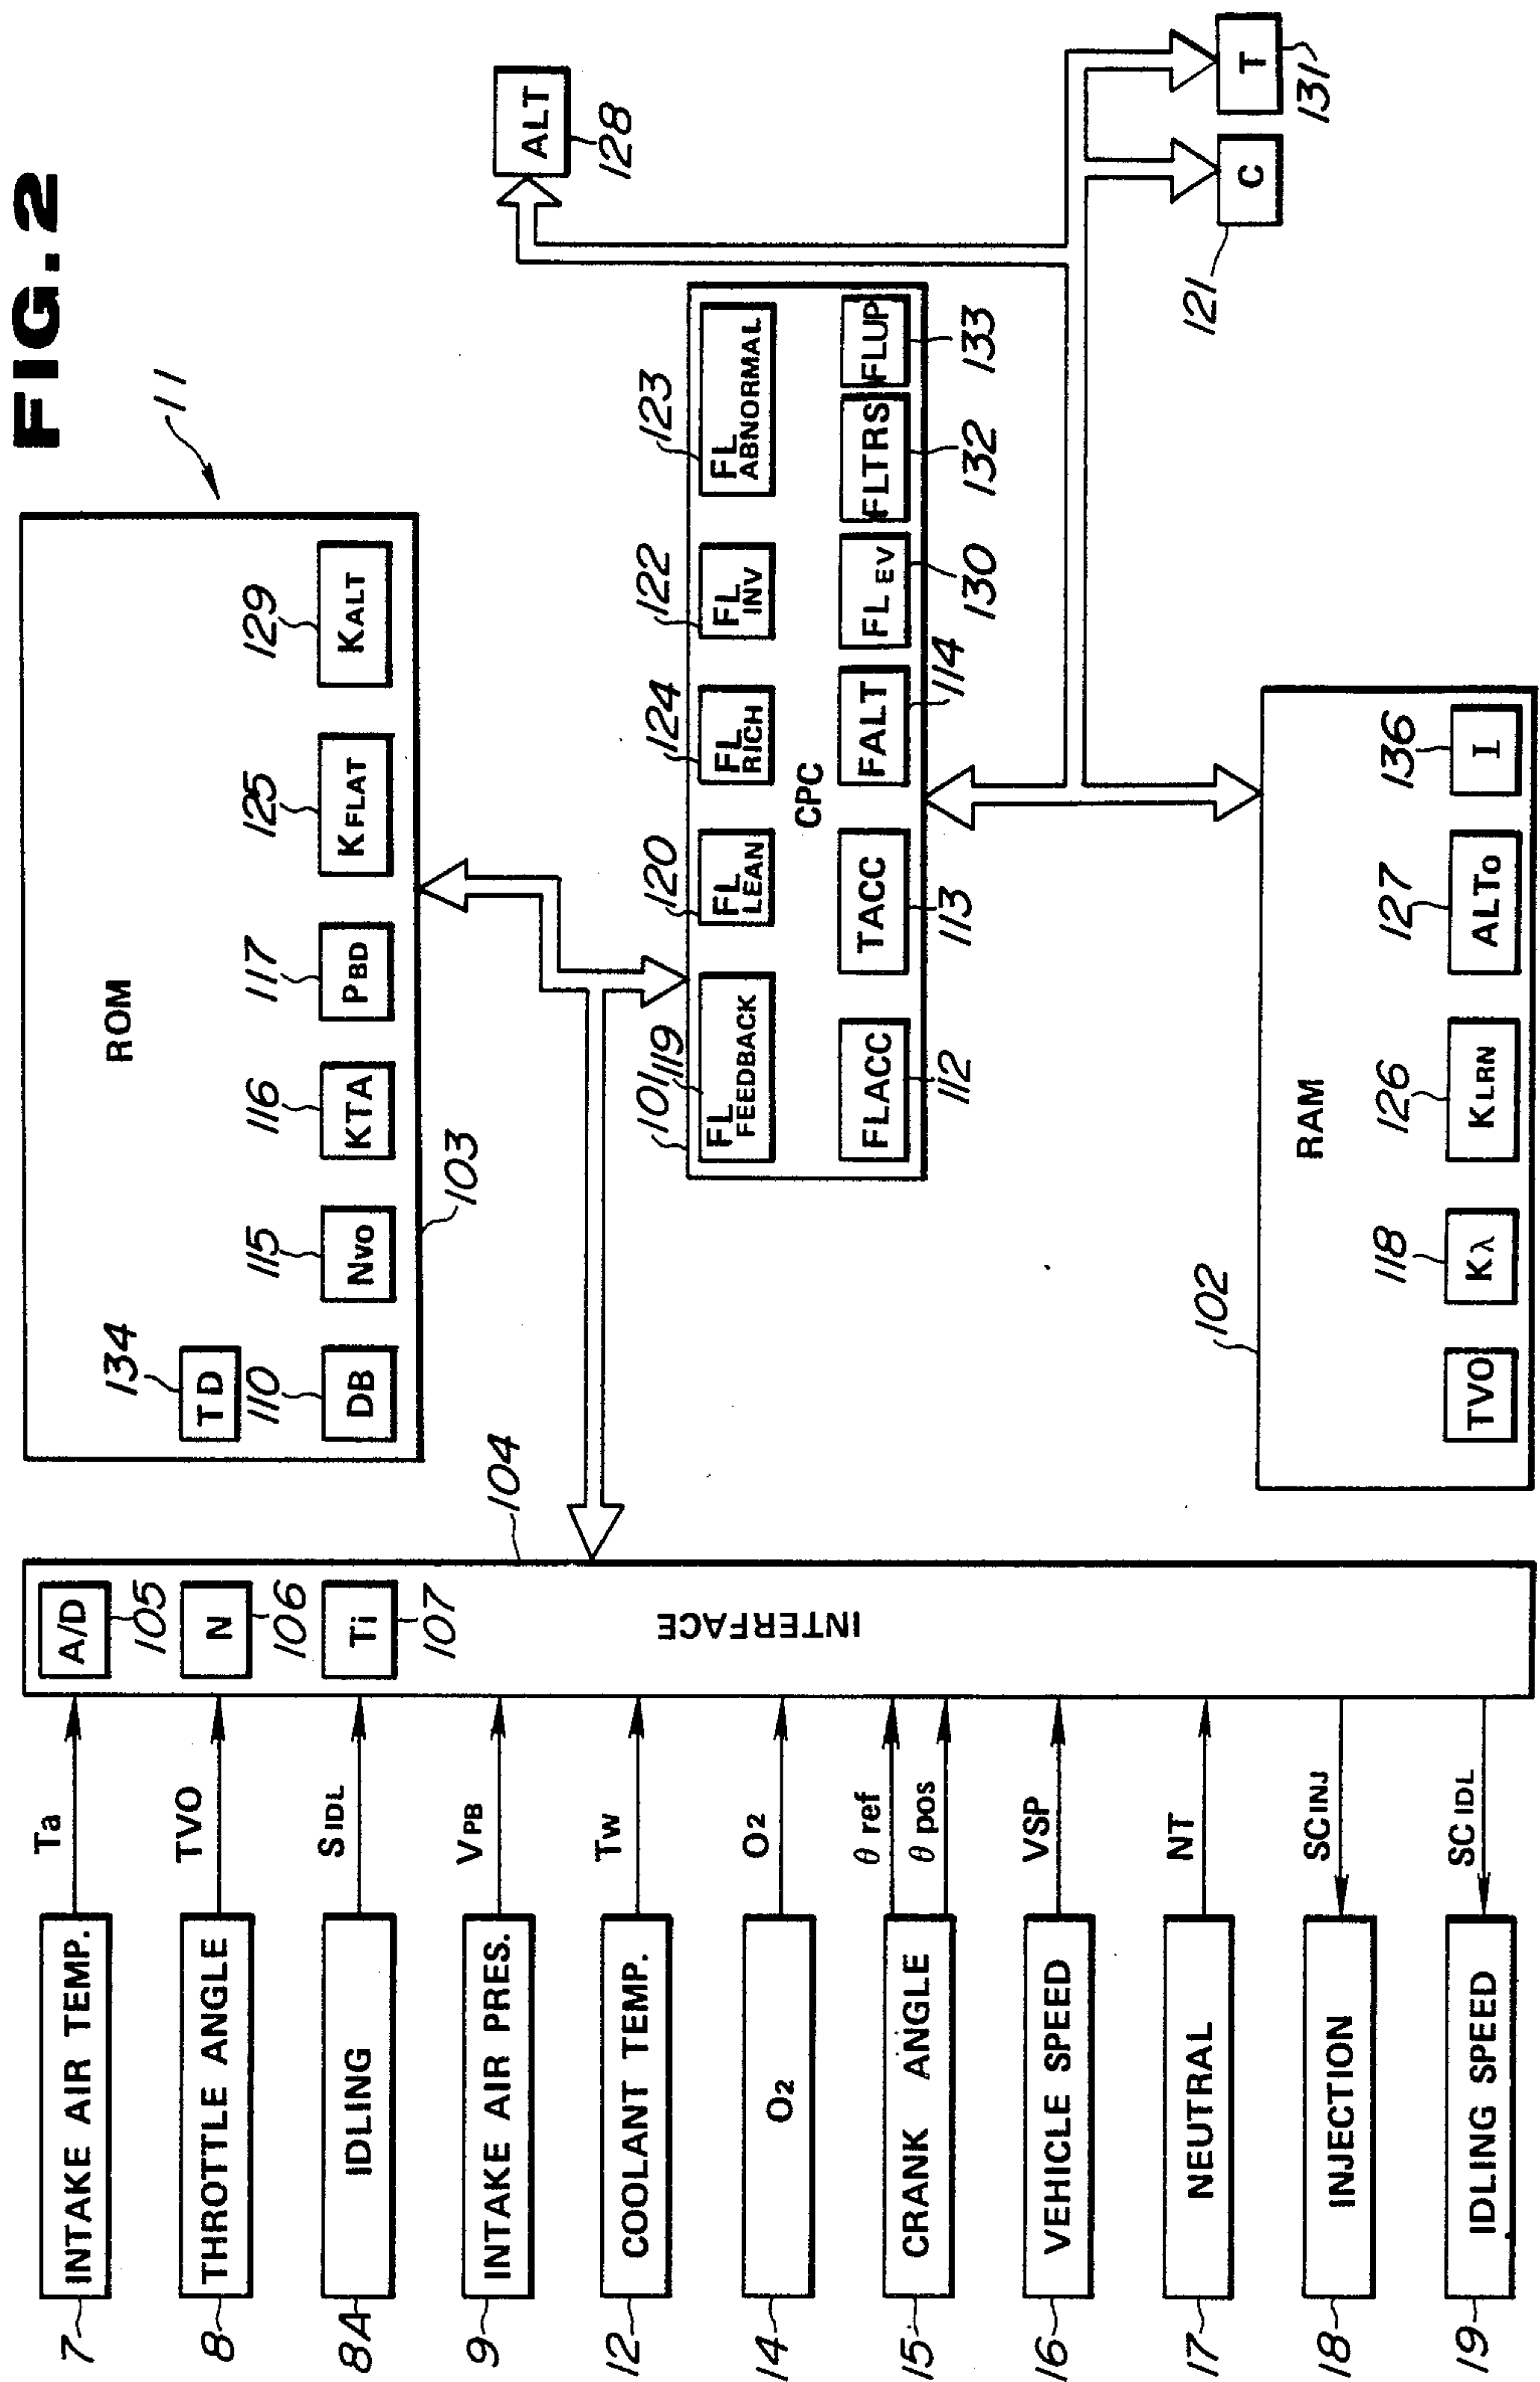 FIG. 2
11
7
INTAKE AIR TEMP.
Ta
8
THROTTLE ANGLE
TVO
8A
IDLING
SIDL
9
INTAKE AIR PRES.
VPB
12
COOLANT TEMP.
Tw
14
O2
O2
15
CRANK ANGLE
θ ref
θ pos
16
VEHICLE SPEED
VSP
17
NEUTRAL
NT
18
INJECTION
SCINJ
19
IDLING SPEED
SCIDL
104
A/D
105
N
106
Ti
107
INTERFACE
ROM
103
134
TD
110
DB
115
NVO
116
KTA
117
PBD
125
KFLAT
129
KALT
101
119
FL
FEEDBACK
120
FL
LEAN
124
FL
RICH
122
FL
INV
123
FL
ABNORMAL
CPC
FLACC
112
TACC
113
FALT
114
FLEV
130
FLTRS
132
FLUP
133
ALT
128
121
C
T
131
102
RAM
TVO
118
Kλ
126
KLRN
127
ALTo
136
I